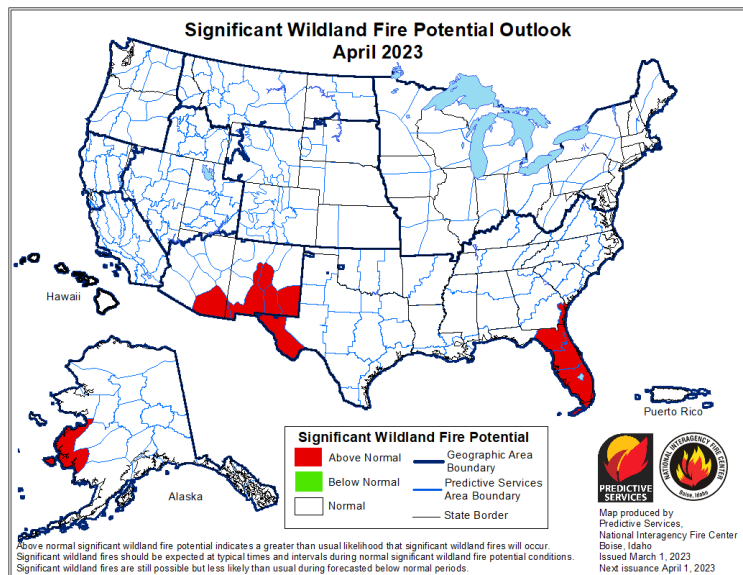 Significant Wildland Fire Potential Outlook
April 2023
Hawaii
Puerto Rico
Alaska
Significant Wildland Fire Potential
Above Normal
Below Normal
Normal
Geographic Area
Boundary
Predictive Services
Area Boundary
State Border
PREDICTIVE
SERVICES
NATIONAL INTERAGENCY FIRE CENTER
Boise, Idaho
Map produced by
Predictive Services,
National Interagency Fire Center
Boise, Idaho
Issued March 1, 2023
Next issuance April 1, 2023
Above normal significant wildland fire potential indicates a greater than usual likelihood that significant wildland fires will occur.
Significant wildland fires should be expected at typical times and intervals during normal significant wildland fire potential conditions.
Significant wildland fires are still possible but less likely than usual during forecasted below normal periods.